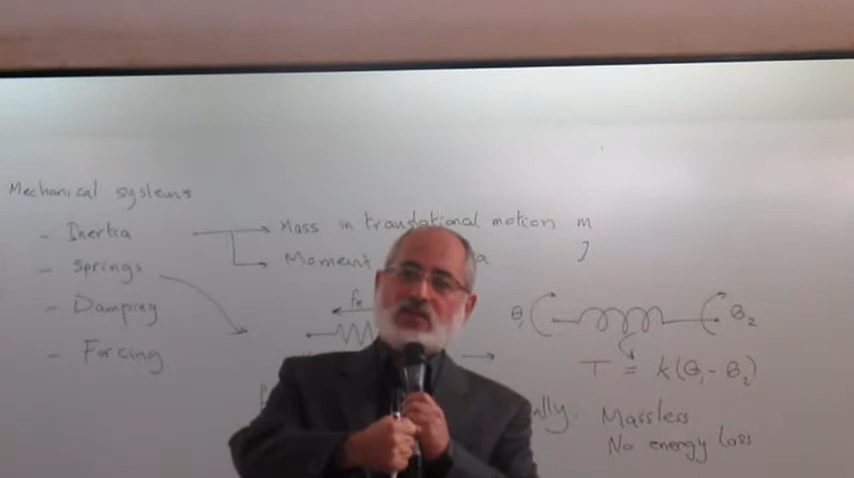 Mechanical systems
- Inertia
- Springs
- Damping
- Forcing
Mass in translational motion m
Moment a J
fe
θ1 θ2
T = k(θ1 - θ2)
ally. Massless
No energy loss